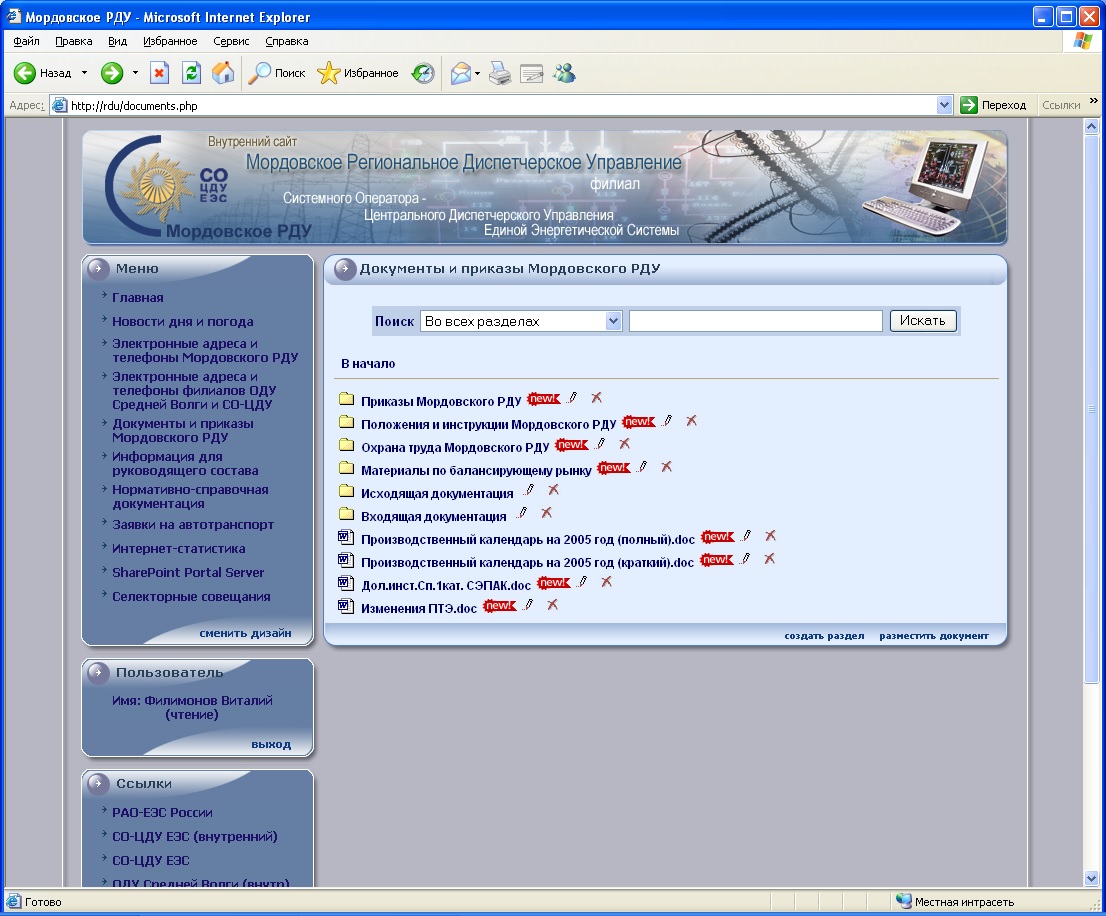 Мордовское РДУ - Microsoft Internet Explorer
Файл Правка Вид Избранное Сервис Справка
Назад Поиск Избранное
Адрес: http://rdu/documents.php Переход Ссылки »
Внутренний сайт
Мордовское Региональное Диспетчерское Управление
филиал
Системного Оператора -
Центрального Диспетчерского Управления
Единой Энергетической Системы
СО
ЦДУ
ЕЭС
Мордовское РДУ
Меню
Главная
Новости дня и погода
Электронные адреса и
телефоны Мордовского РДУ
Электронные адреса и
телефоны филиалов ОДУ
Средней Волги и СО-ЦДУ
Документы и приказы
Мордовского РДУ
Информация для
руководящего состава
Нормативно-справочная
документация
Заявки на автотранспорт
Интернет-статистика
SharePoint Portal Server
Селекторные совещания
сменить дизайн
Пользователь
Имя: Филимонов Виталий
(чтение)
выход
Ссылки
РАО-ЕЭС России
СО-ЦДУ ЕЭС (внутренний)
СО-ЦДУ ЕЭС
ОДУ Средней Волги (внутр)
Документы и приказы Мордовского РДУ
Поиск Во всех разделах Искать
В начало
Приказы Мордовского РДУ new!
Положения и инструкции Мордовского РДУ new!
Охрана труда Мордовского РДУ new!
Материалы по балансирующему рынку new!
Исходящая документация
Входящая документация
Производственный календарь на 2005 год (полный).doc new!
Производственный календарь на 2005 год (краткий).doc new!
Дол.инст.Сп.1кат. СЭПАК.doc new!
Изменения ПТЭ.doc new!
создать раздел разместить документ
Готово Местная интрасеть